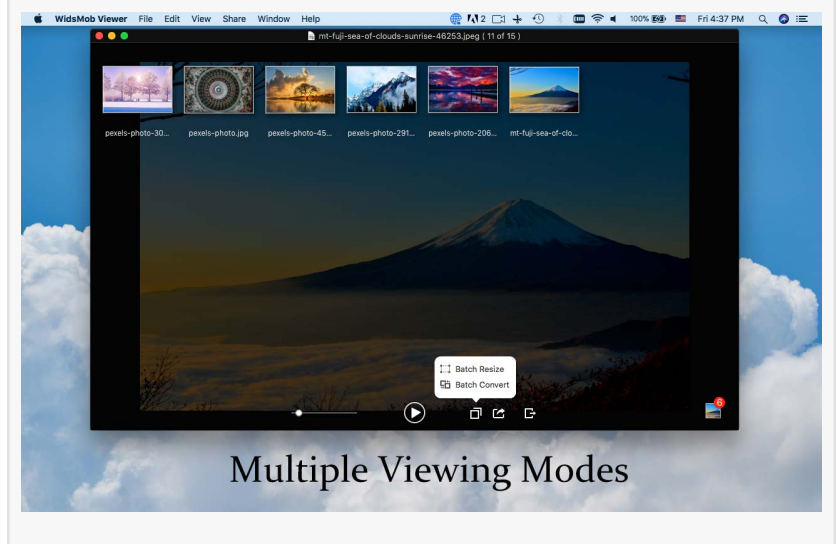 WidsMob Viewer File Edit View Share Window Help 2 100% Fri 4:37 PM
mt-fuji-sea-of-clouds-sunrise-46253.jpeg ( 11 of 15 )
pexels-photo-30... pexels-photo.jpg pexels-photo-45... pexels-photo-291... pexels-photo-206... mt-fuji-sea-of-clo...
Batch Resize
Batch Convert
6
Multiple Viewing Modes